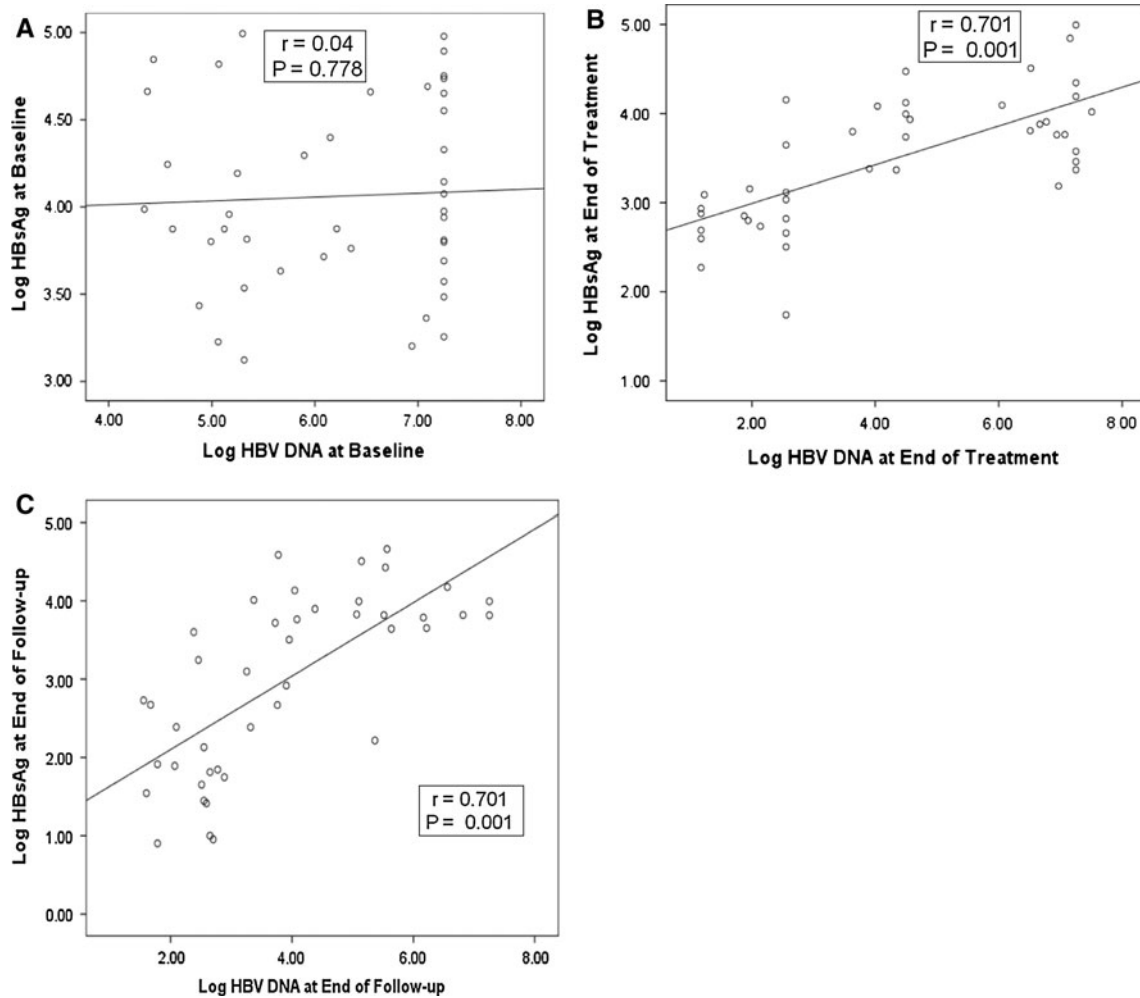 A
r = 0.04
P = 0.778
Log HBsAg at Baseline
5.00
4.50
4.00
3.50
3.00
4.00 5.00 6.00 7.00 8.00
Log HBV DNA at Baseline
B
r = 0.701
P = 0.001
Log HBsAg at End of Treatment
5.00
4.00
3.00
2.00
1.00
2.00 4.00 6.00 8.00
Log HBV DNA at End of Treatment
C
Log HBsAg at End of Follow-up
5.00
4.00
3.00
2.00
1.00
0.00
r = 0.701
P = 0.001
2.00 4.00 6.00 8.00
Log HBV DNA at End of Follow-up